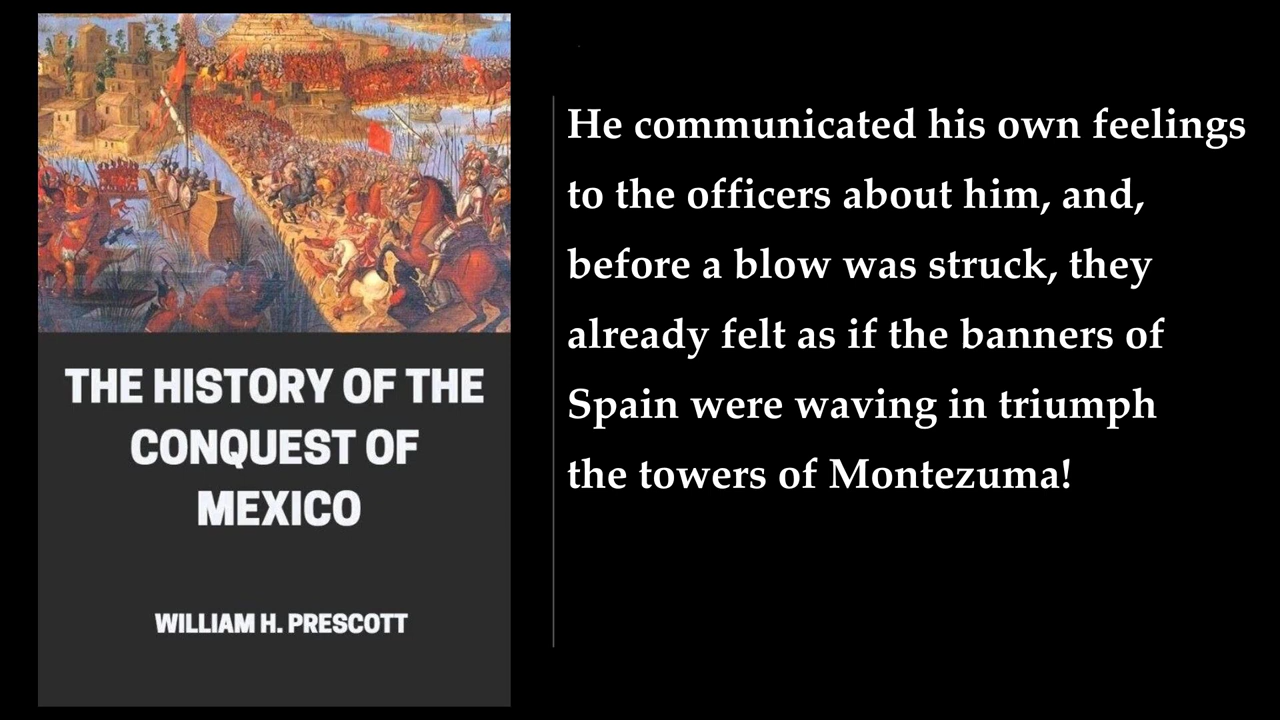 THE HISTORY OF THE
CONQUEST OF
MEXICO
WILLIAM H. PRESCOTT
He communicated his own feelings
to the officers about him, and,
before a blow was struck, they
already felt as if the banners of
Spain were waving in triumph
the towers of Montezuma!